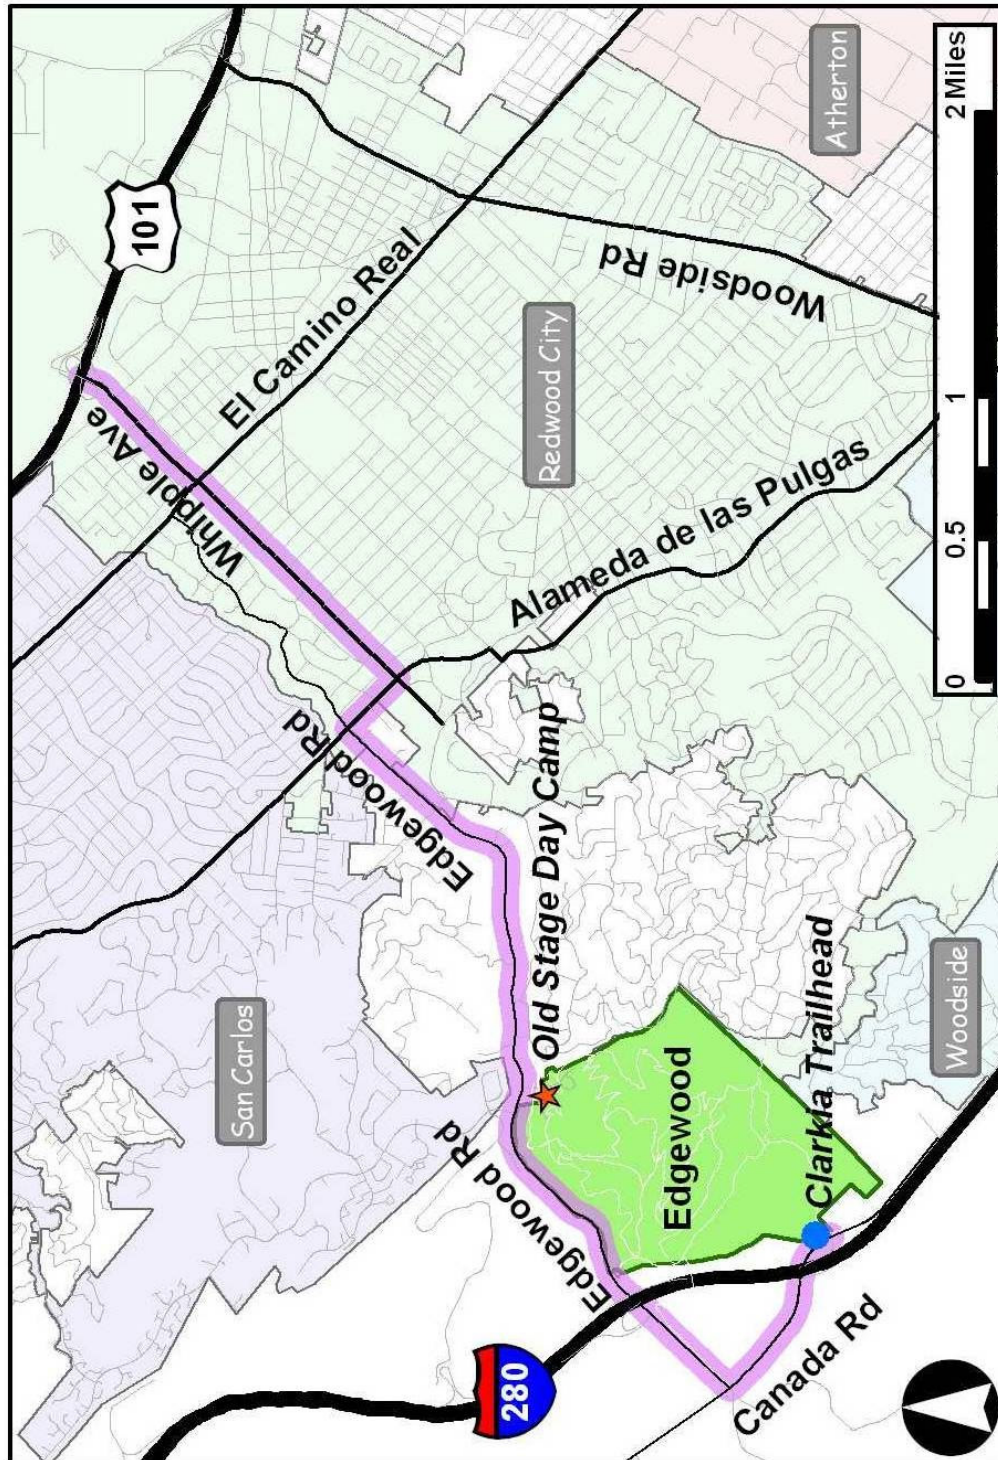 101
Whipple Ave
El Camino Real
Woodside Rd
Atherton
Redwood City
San Carlos
Edgewood Rd
Alameda de las Pulgas
Old Stage Day Camp
Edgewood Rd
Edgewood
Clarkia Trailhead
Woodside
280
Canada Rd
0 0.5 1 2 Miles